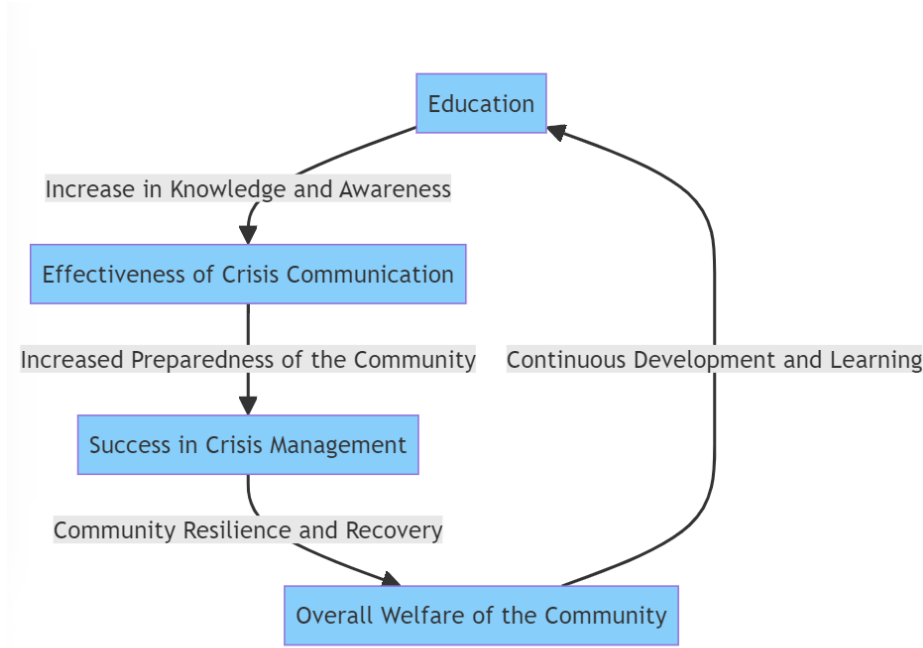 Education
Increase in Knowledge and Awareness
Effectiveness of Crisis Communication
Increased Preparedness of the Community
Continuous Development and Learning
Success in Crisis Management
Community Resilience and Recovery
Overall Welfare of the Community